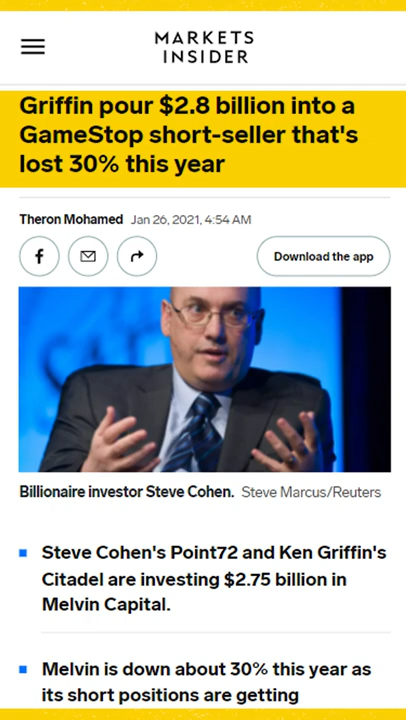 MARKETS
INSIDER
Griffin pour $2.8 billion into a
GameStop short-seller that's
lost 30% this year
Theron Mohamed Jan 26, 2021, 4:54 AM
Download the app
Billionaire investor Steve Cohen. Steve Marcus/Reuters
Steve Cohen's Point72 and Ken Griffin's
Citadel are investing $2.75 billion in
Melvin Capital.
Melvin is down about 30% this year as
its short positions are getting